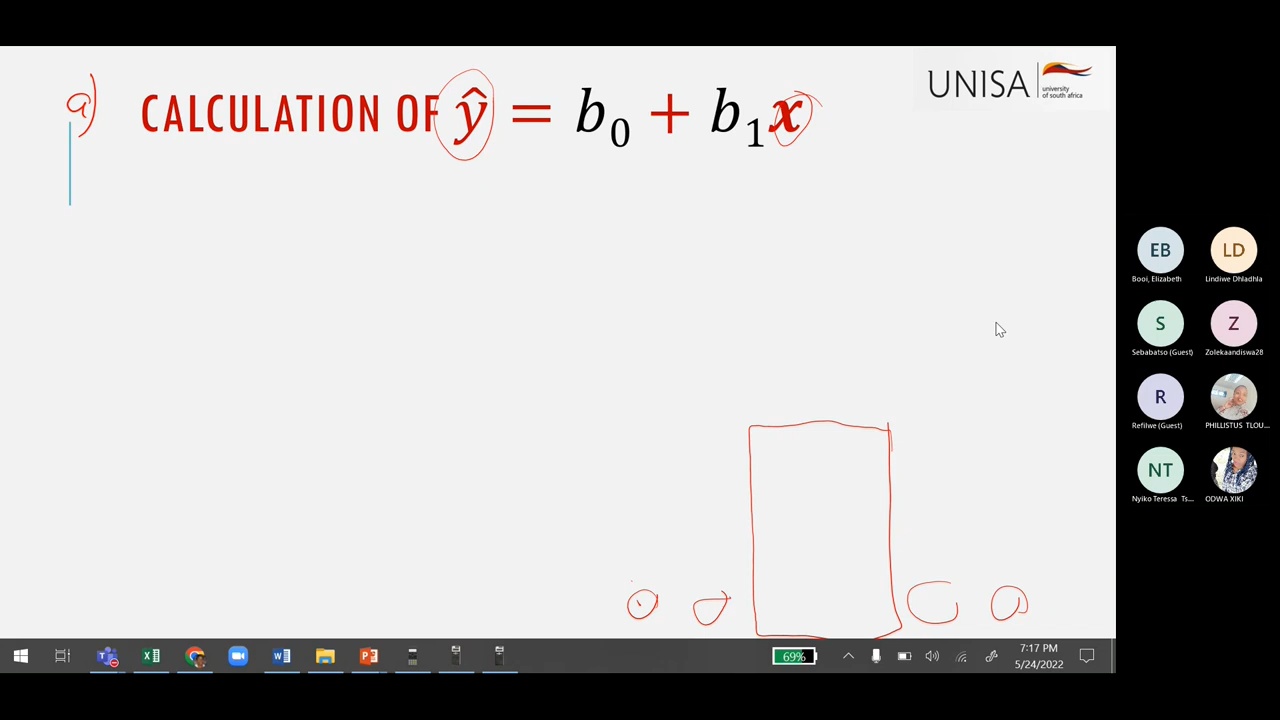 a) CALCULATION OF ŷ = b₀ + b₁x
UNISA university of south africa
EB
Booi, Elizabeth
LD
Lindiwe Dhladhla
S
Sebabatso (Guest)
Z
Zolekaandiswa28
R
Refilwe (Guest)
PHILLISTUS TLOU...
NT
Nyiko Teressa Ts...
ODWA XIKI
69%
7:17 PM
5/24/2022